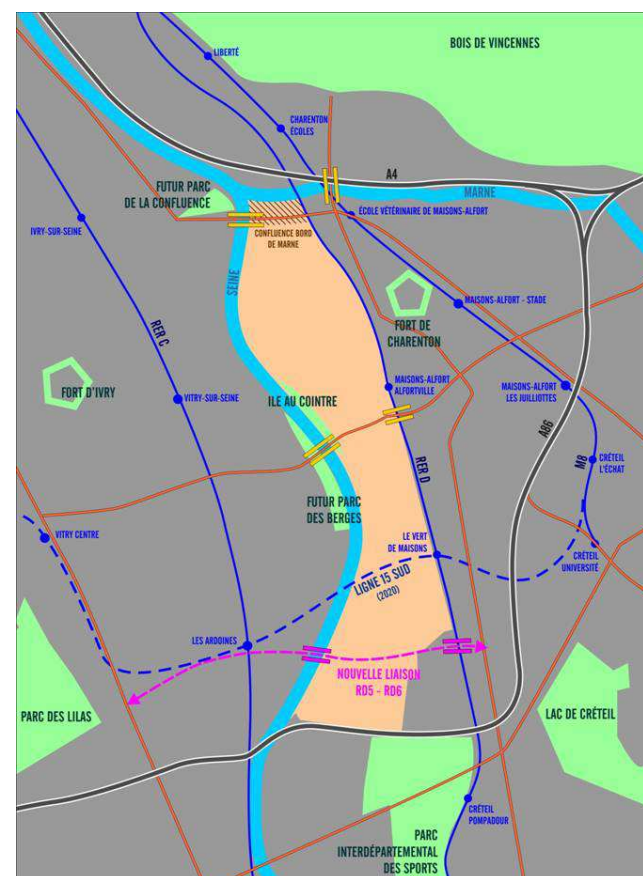 BOIS DE VINCENNES
LIBERTÉ
CHARENTON
ÉCOLES
A4
MARNE
FUTUR PARC
DE LA CONFLUENCE
ÉCOLE VÉTÉRINAIRE DE MAISONS-ALFORT
IVRY-SUR-SEINE
CONFLUENCE BORD
DE MARNE
SEINE
MAISONS-ALFORT - STADE
RER C
FORT DE
CHARENTON
FORT D'IVRY
VITRY-SUR-SEINE
ILE AU COINTRE
MAISONS-ALFORT
ALFORTVILLE
MAISONS-ALFORT
LES JUILLIOTTES
A86
RER D
M8
CRÉTEIL
L'ÉCHAT
FUTUR PARC
DES BERGES
VITRY CENTRE
LE VERT
DE MAISONS
CRÉTEIL
UNIVERSITÉ
LIGNE 15 SUD
(2020)
LES ARDOINES
NOUVELLE LIAISON
RD5 - RD6
PARC DES LILAS
LAC DE CRÉTEIL
CRÉTEIL
POMPADOUR
PARC
INTERDÉPARTEMENTAL
DES SPORTS